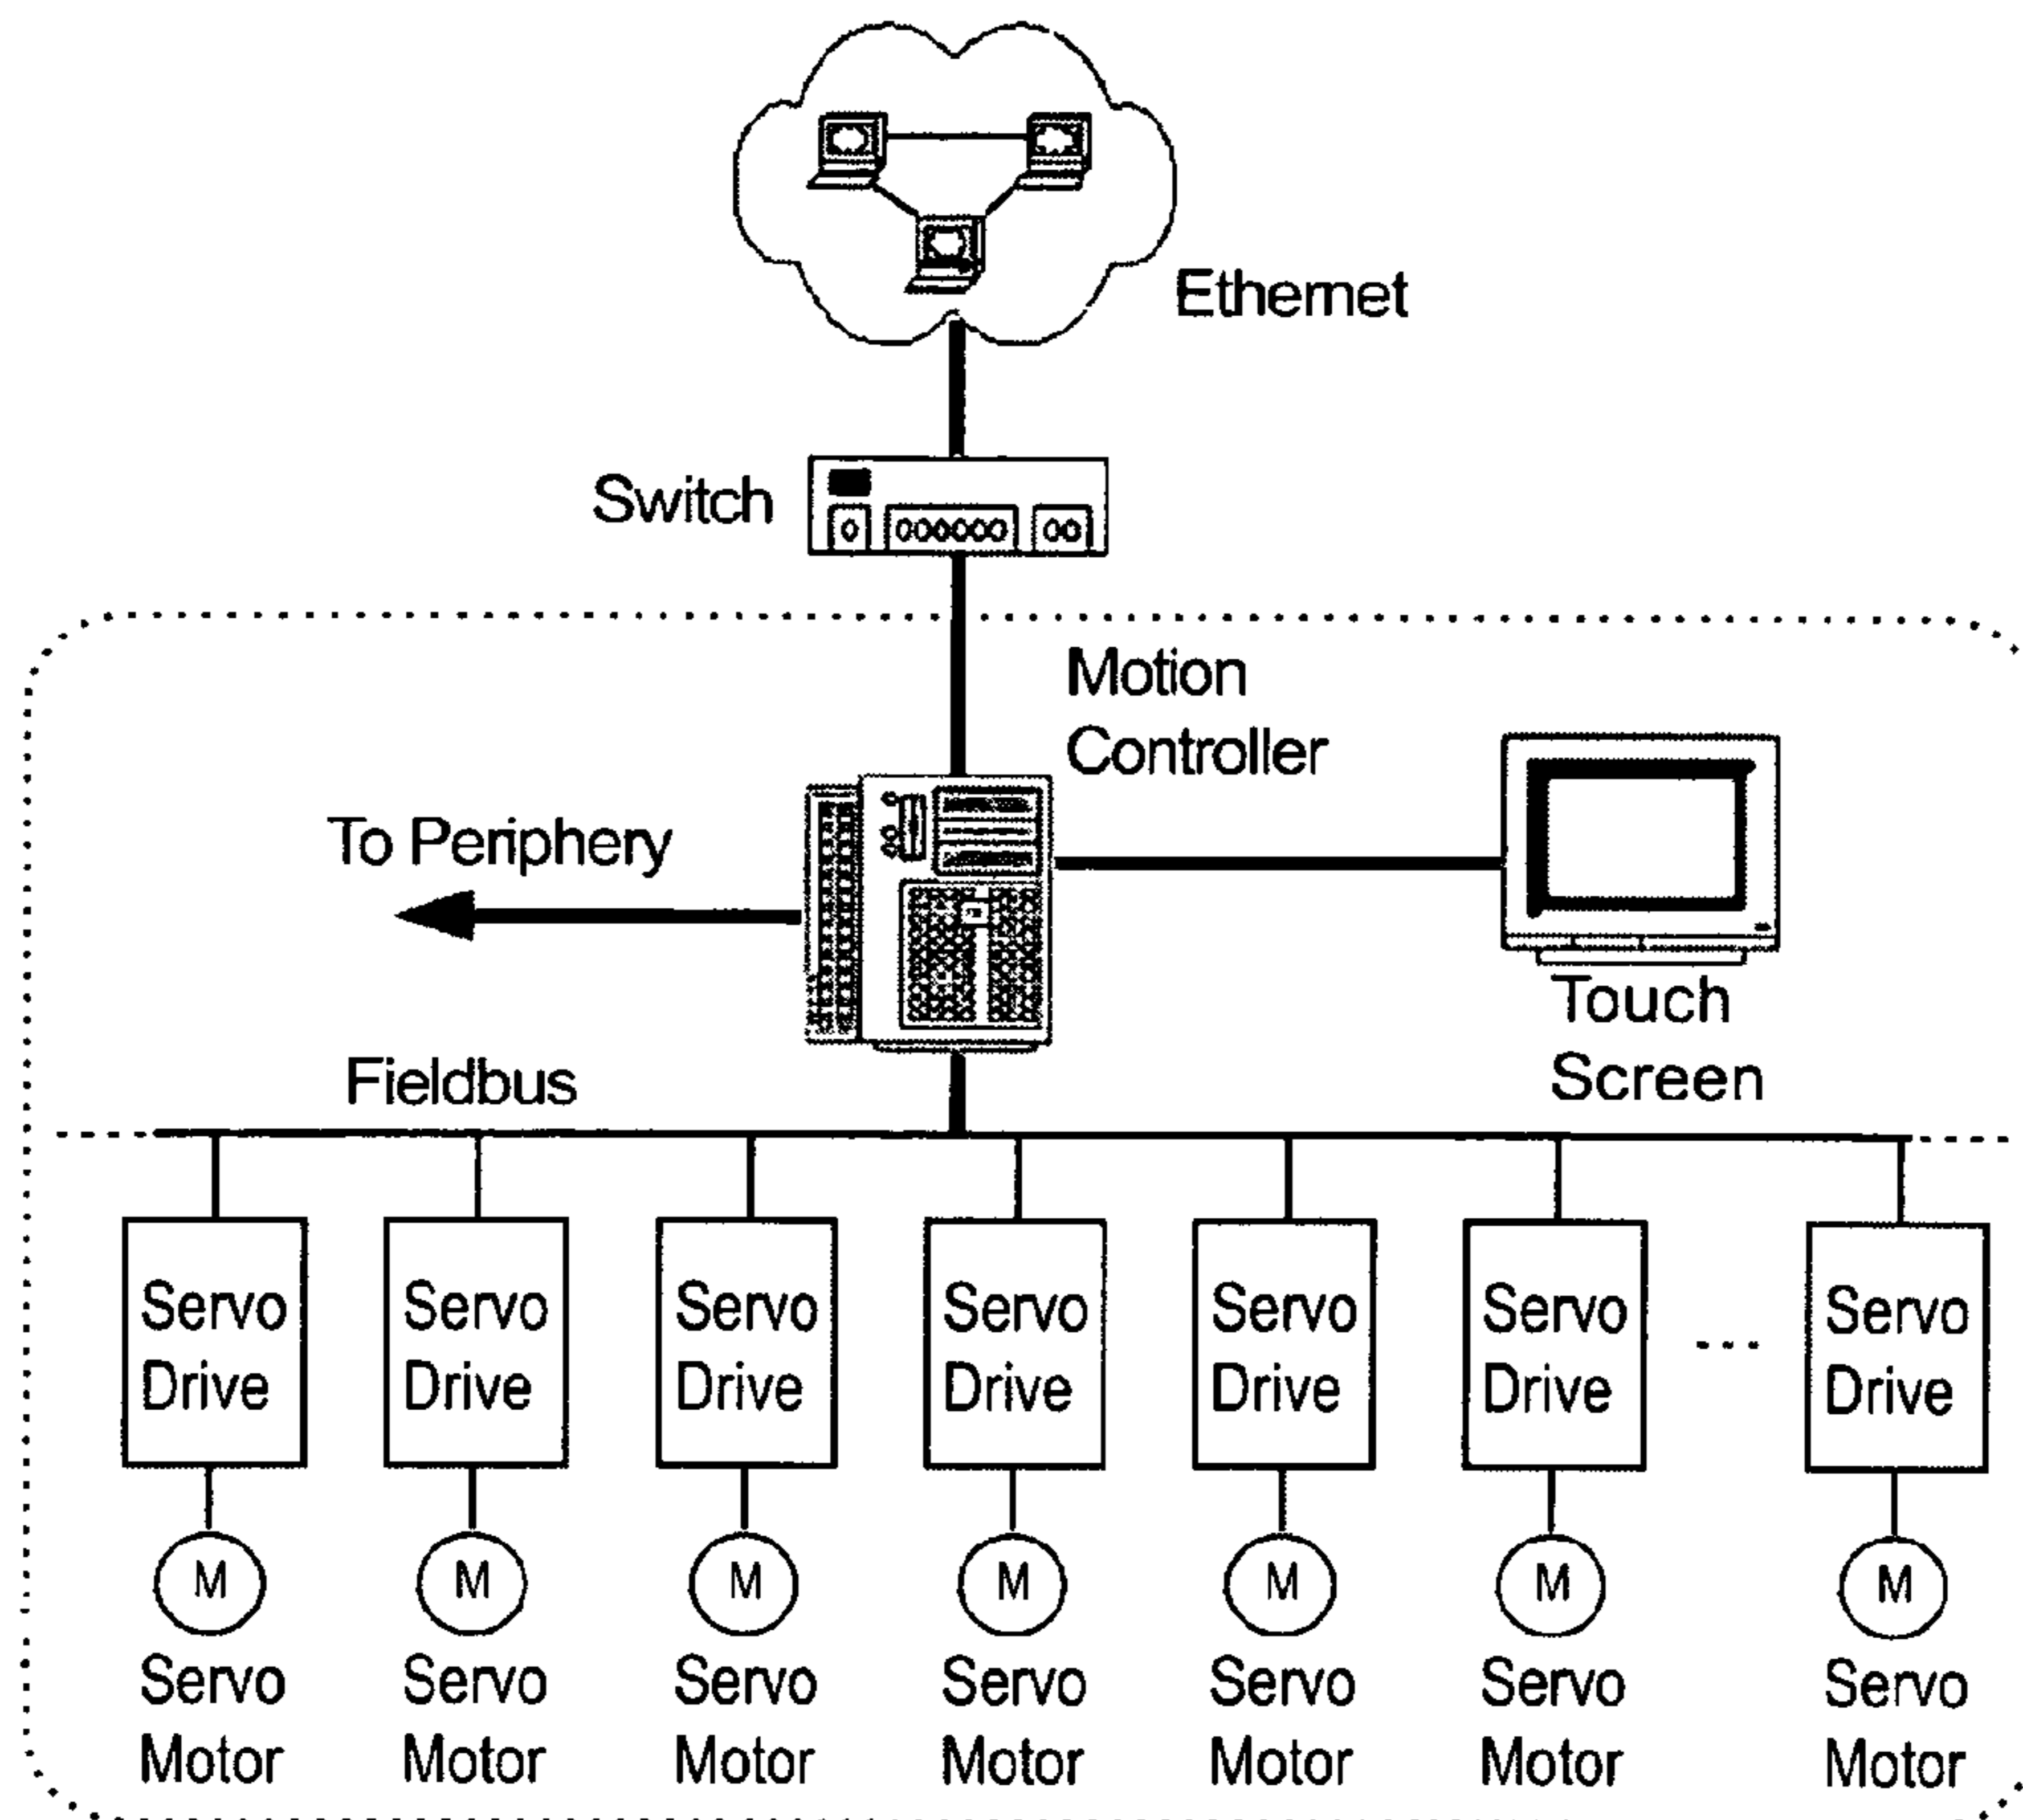 Ethernet
Switch
Motion
Controller
To Periphery
Touch
Screen
Fieldbus
Servo Servo Servo Servo Servo Servo Servo
Drive Drive Drive Drive Drive Drive ... Drive
M M M M M M M
Servo Servo Servo Servo Servo Servo Servo
Motor Motor Motor Motor Motor Motor Motor